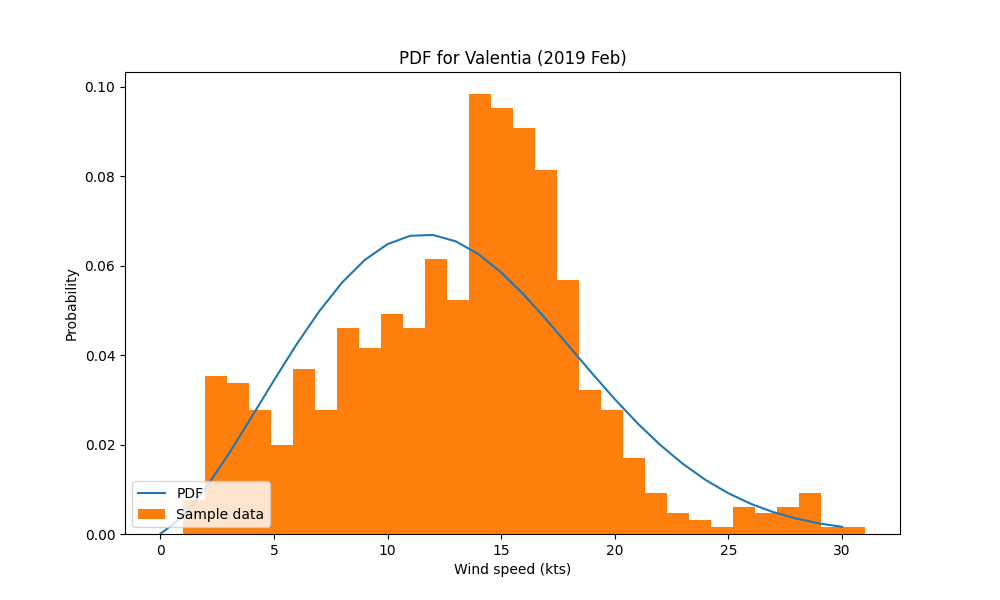 PDF for Valentia (2019 Feb)
0.10
0.08
0.06
0.04
0.02
0.00
Probability
PDF
Sample data
0 5 10 15 20 25 30
Wind speed (kts)